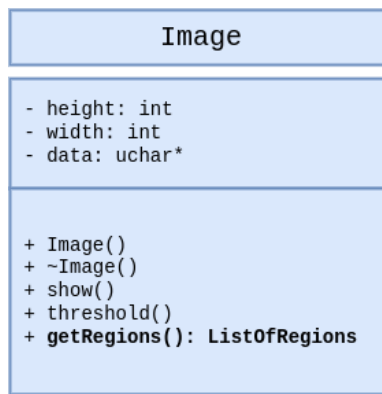 Image
- height: int
- width: int
- data: uchar*
+ Image()
+ ~Image()
+ show()
+ threshold()
+ getRegions(): ListOfRegions